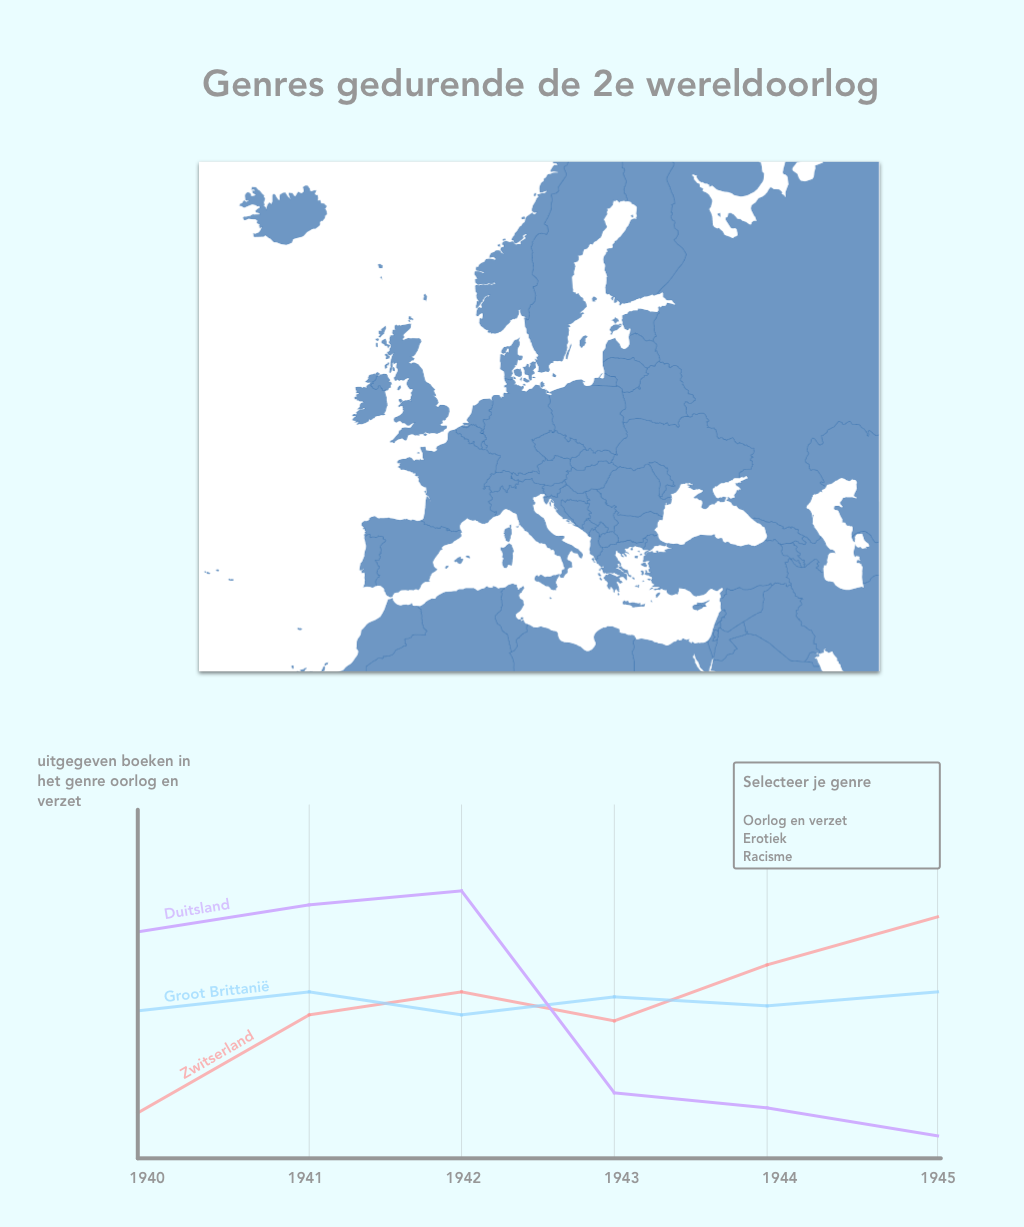 Genres gedurende de 2e wereldoorlog
uitgegeven boeken in
het genre oorlog en
verzet
Selecteer je genre
Oorlog en verzet
Erotiek
Racisme
Duitsland
Groot Brittanië
Zwitserland
1940
1941
1942
1943
1944
1945